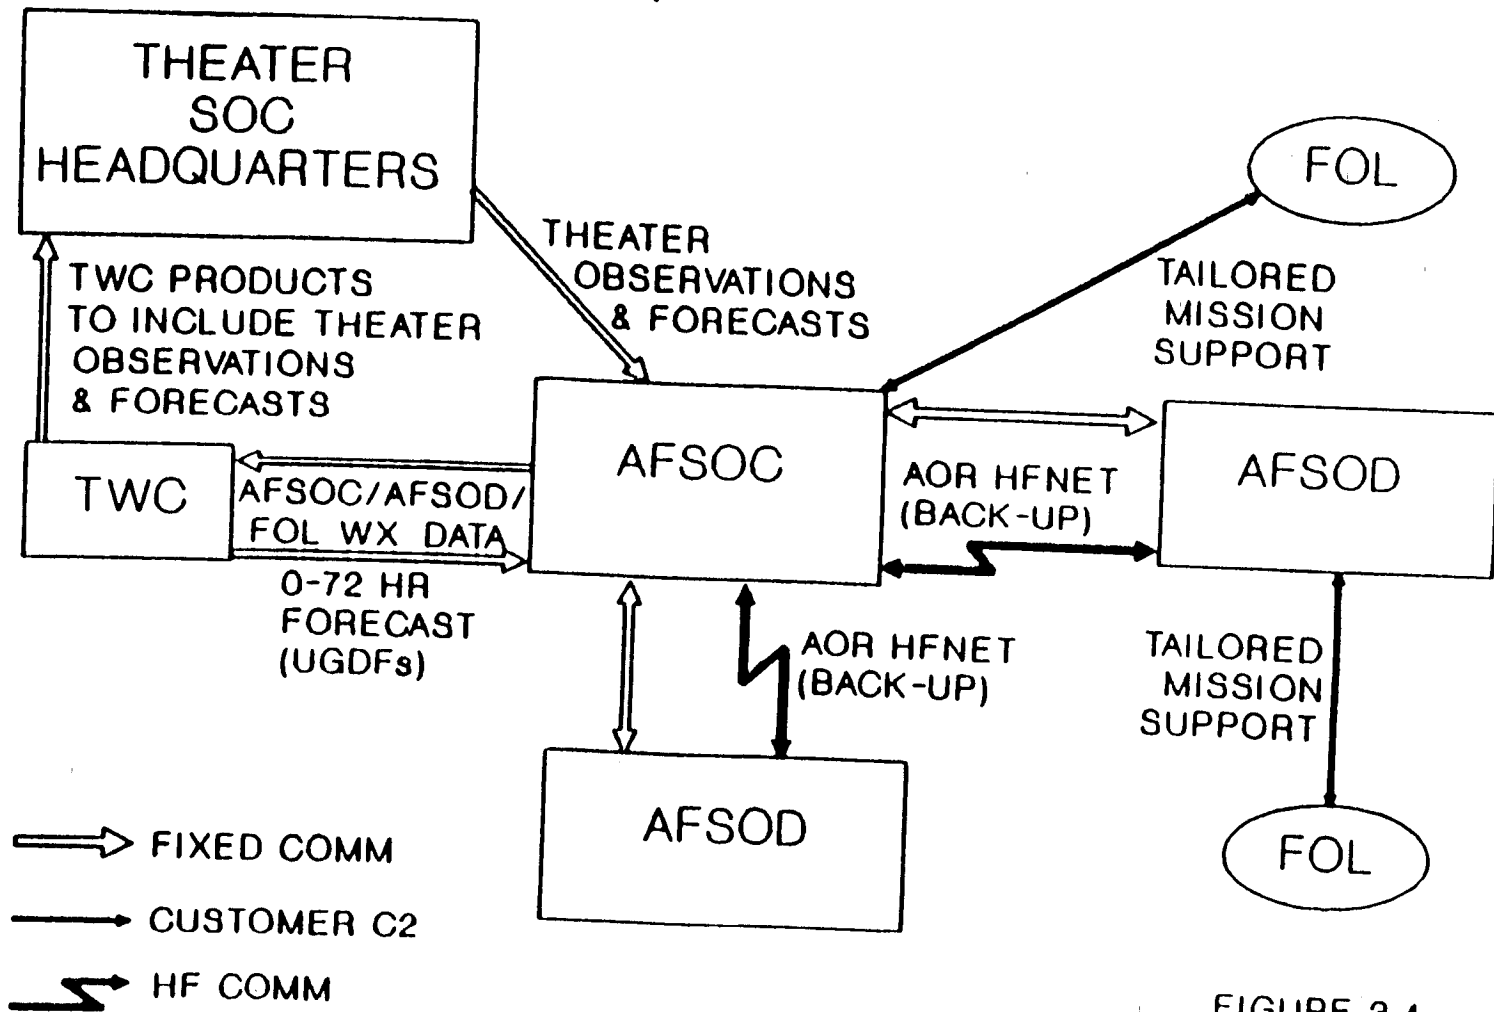 THEATER
SOC
HEADQUARTERS
FOL
THEATER
OBSERVATIONS
& FORECASTS
TWC PRODUCTS
TO INCLUDE THEATER
OBSERVATIONS
& FORECASTS
TAILORED
MISSION
SUPPORT
AFSOC
AFSOD
TWC
AFSOC/AFSOD/
FOL WX DATA
AOR HFNET
(BACK-UP)
0-72 HR
FORECAST
(UGDFs)
AOR HFNET
(BACK-UP)
TAILORED
MISSION
SUPPORT
AFSOD
FOL
FIXED COMM
CUSTOMER C2
HF COMM
FIGURE